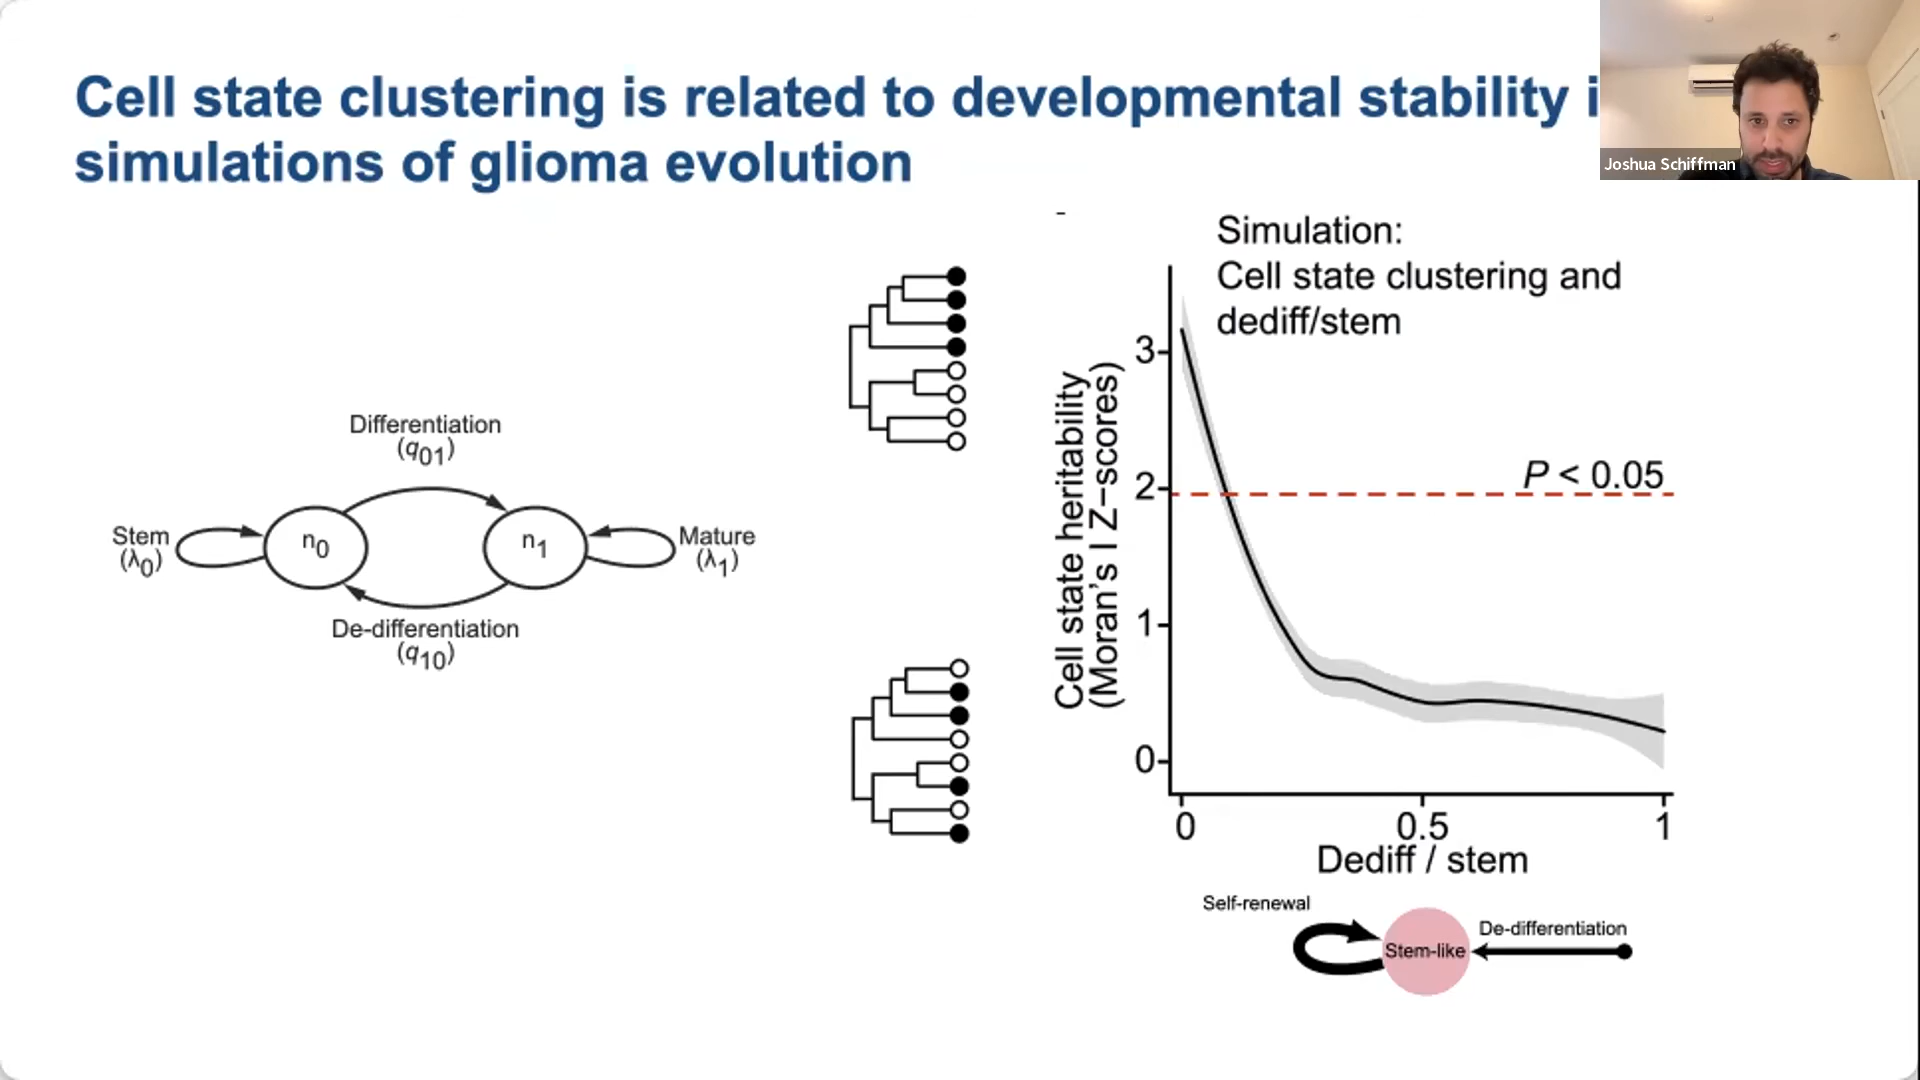 Cell state clustering is related to developmental stability i
simulations of glioma evolution
Joshua Schiffman
Differentiation
(q01)
Stem
(λ0)
n0
n1
Mature
(λ1)
De-differentiation
(q10)
Simulation:
Cell state clustering and
dediff/stem
Cell state heritability
(Moran's I Z-scores)
3
2
1
0
P < 0.05
0
0.5
1
Dediff / stem
Self-renewal
Stem-like
De-differentiation